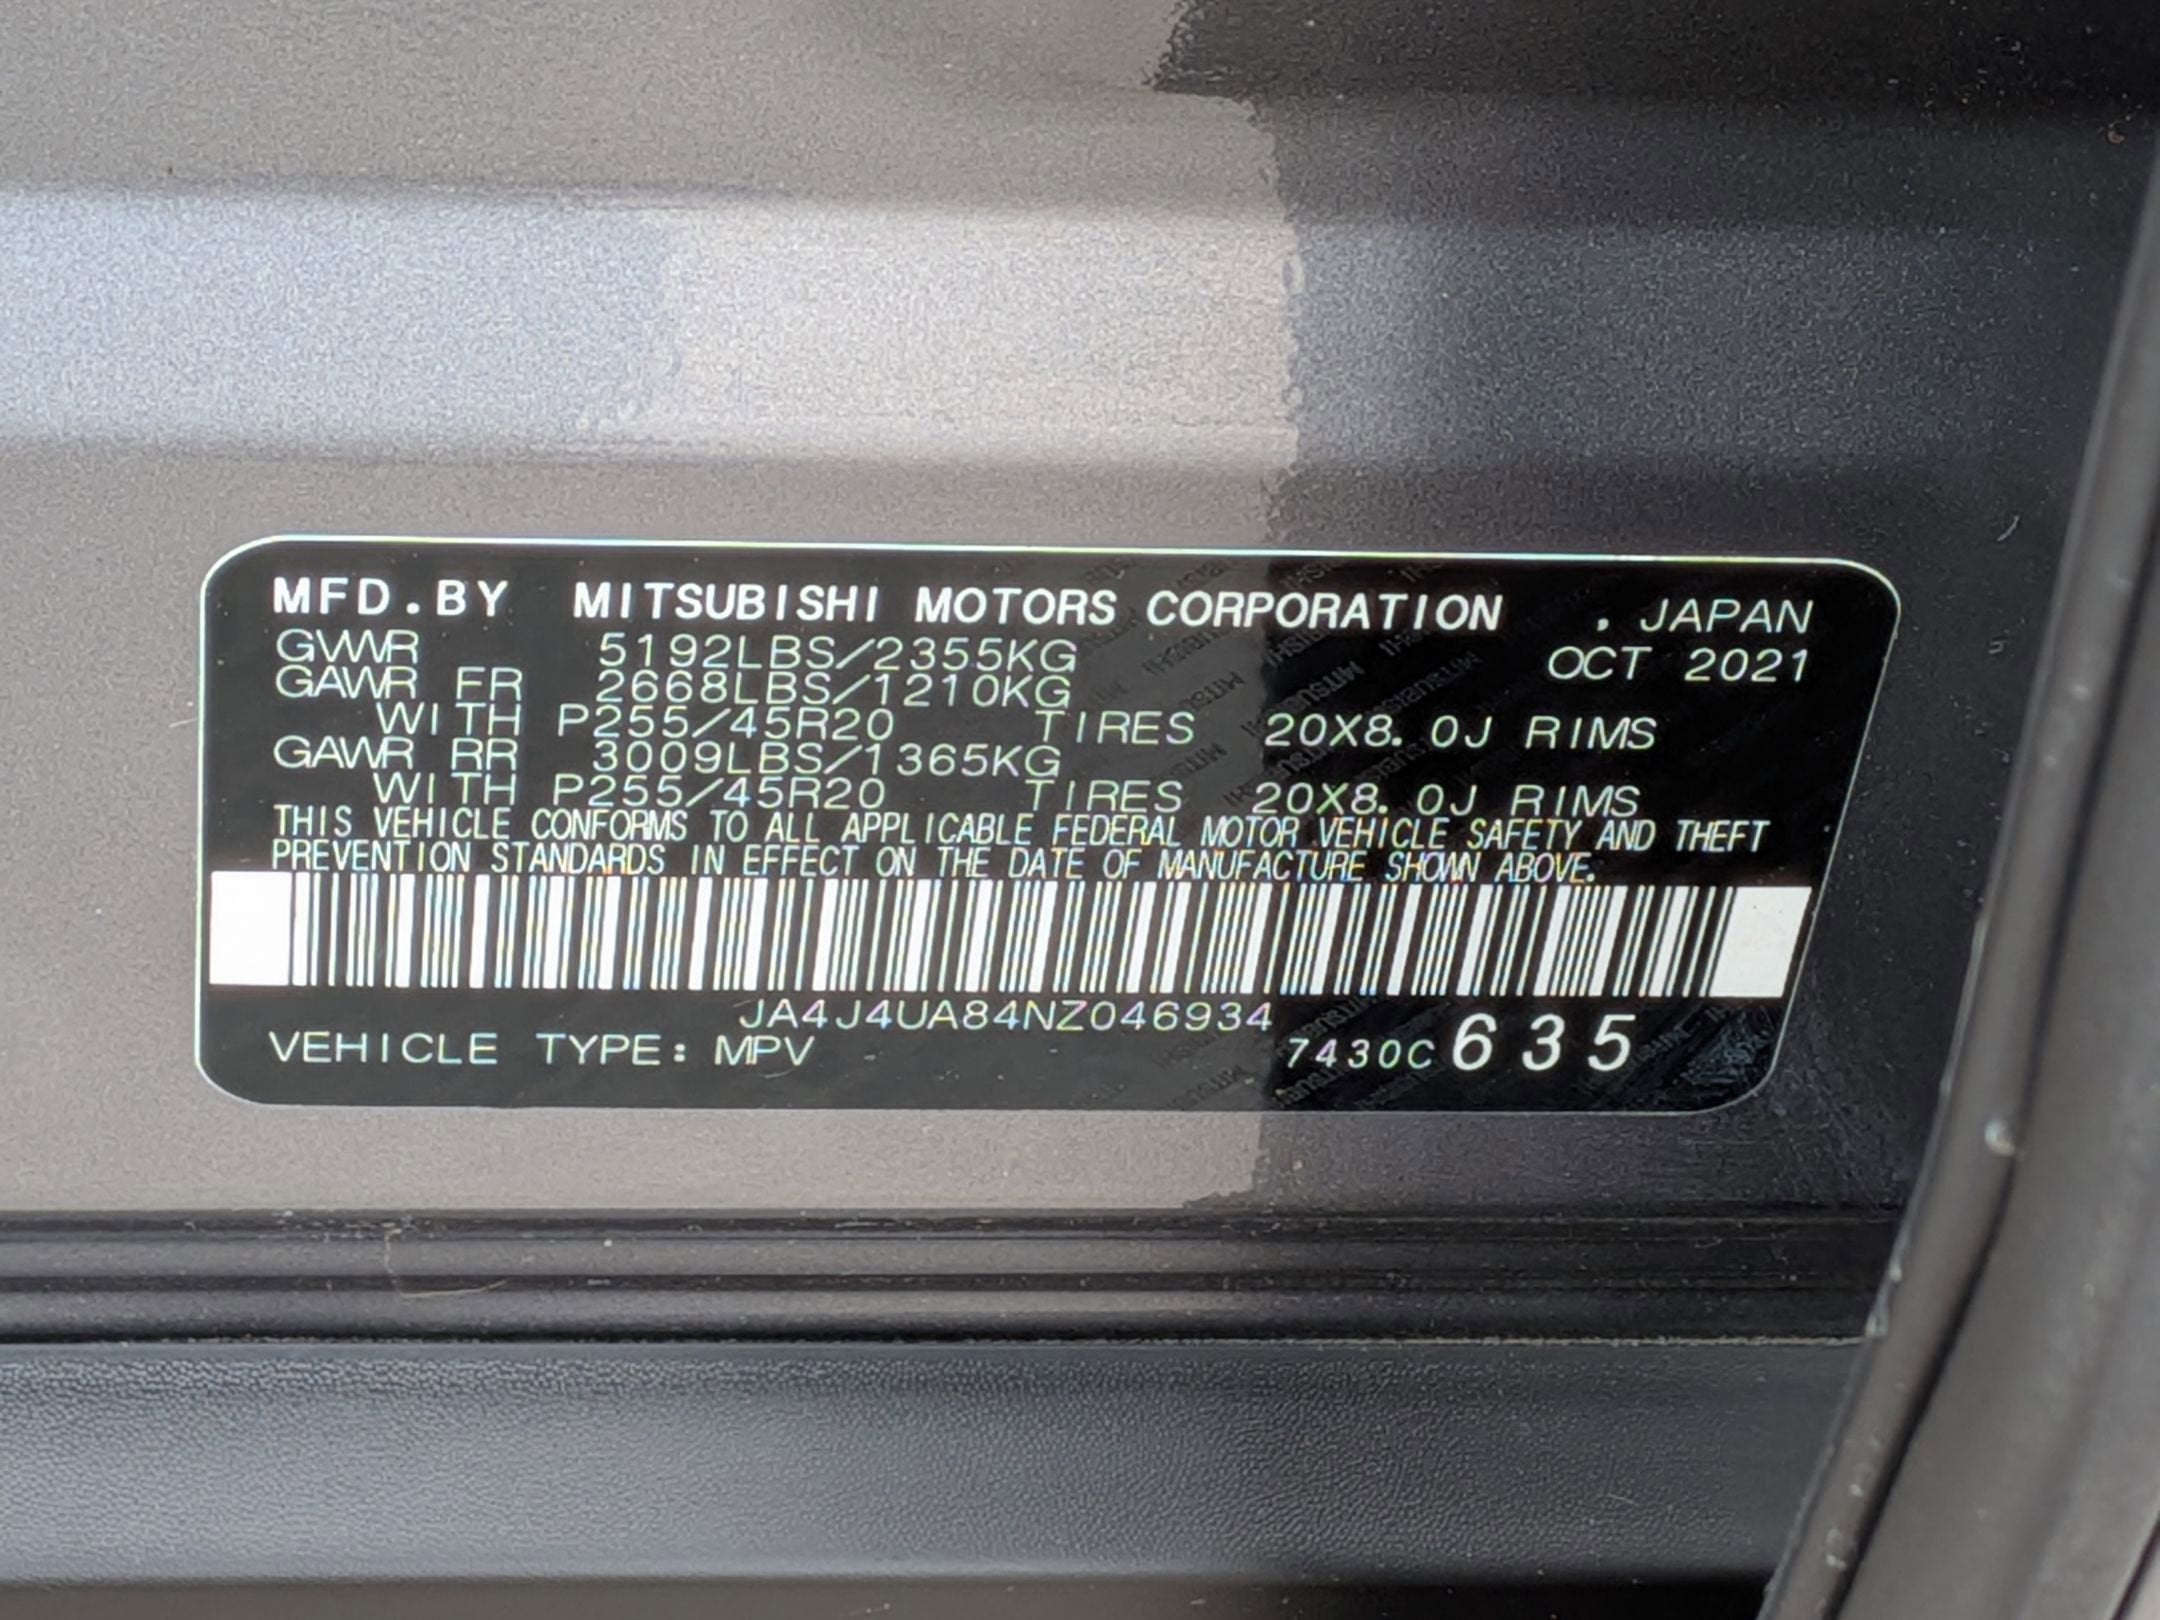 MFD.BY MITSUBISHI MOTORS CORPORATION . JAPAN
GVWR 5192LBS/2355KG OCT 2021
GAWR FR 2668LBS/1210KG
WITH P255/45R20 TIRES 20X8.0J RIMS
GAWR RR 3009LBS/1365KG
WITH P255/45R20 TIRES 20X8.0J RIMS
THIS VEHICLE CONFORMS TO ALL APPLICABLE FEDERAL MOTOR VEHICLE SAFETY AND THEFT
PREVENTION STANDARDS IN EFFECT ON THE DATE OF MANUFACTURE SHOWN ABOVE.
JA4J4UA84NZ046934
VEHICLE TYPE: MPV 7430C 635